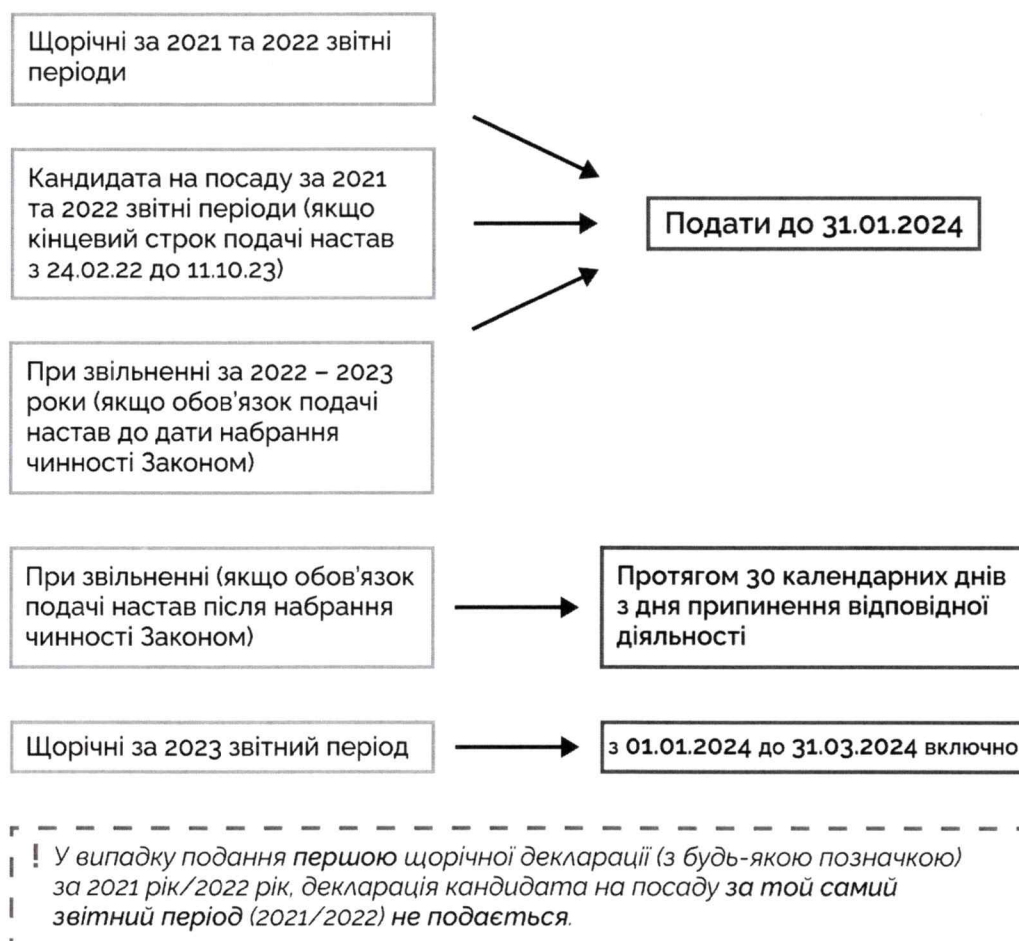 Щорічні за 2021 та 2022 звітні
періоди
Кандидата на посаду за 2021
та 2022 звітні періоди (якщо
кінцевий строк подачі настав
з 24.02.22 до 11.10.23)
Подати до 31.01.2024
При звільненні за 2022 – 2023
роки (якщо обов'язок подачі
настав до дати набрання
чинності Законом)
При звільненні (якщо обов'язок
подачі настав після набрання
чинності Законом)
Протягом 30 календарних днів
з дня припинення відповідної
діяльності
Щорічні за 2023 звітний період
з 01.01.2024 до 31.03.2024 включно
! У випадку подання першою щорічної декларації (з будь-якою позначкою)
за 2021 рік/2022 рік, декларація кандидата на посаду за той самий
звітний період (2021/2022) не подається.